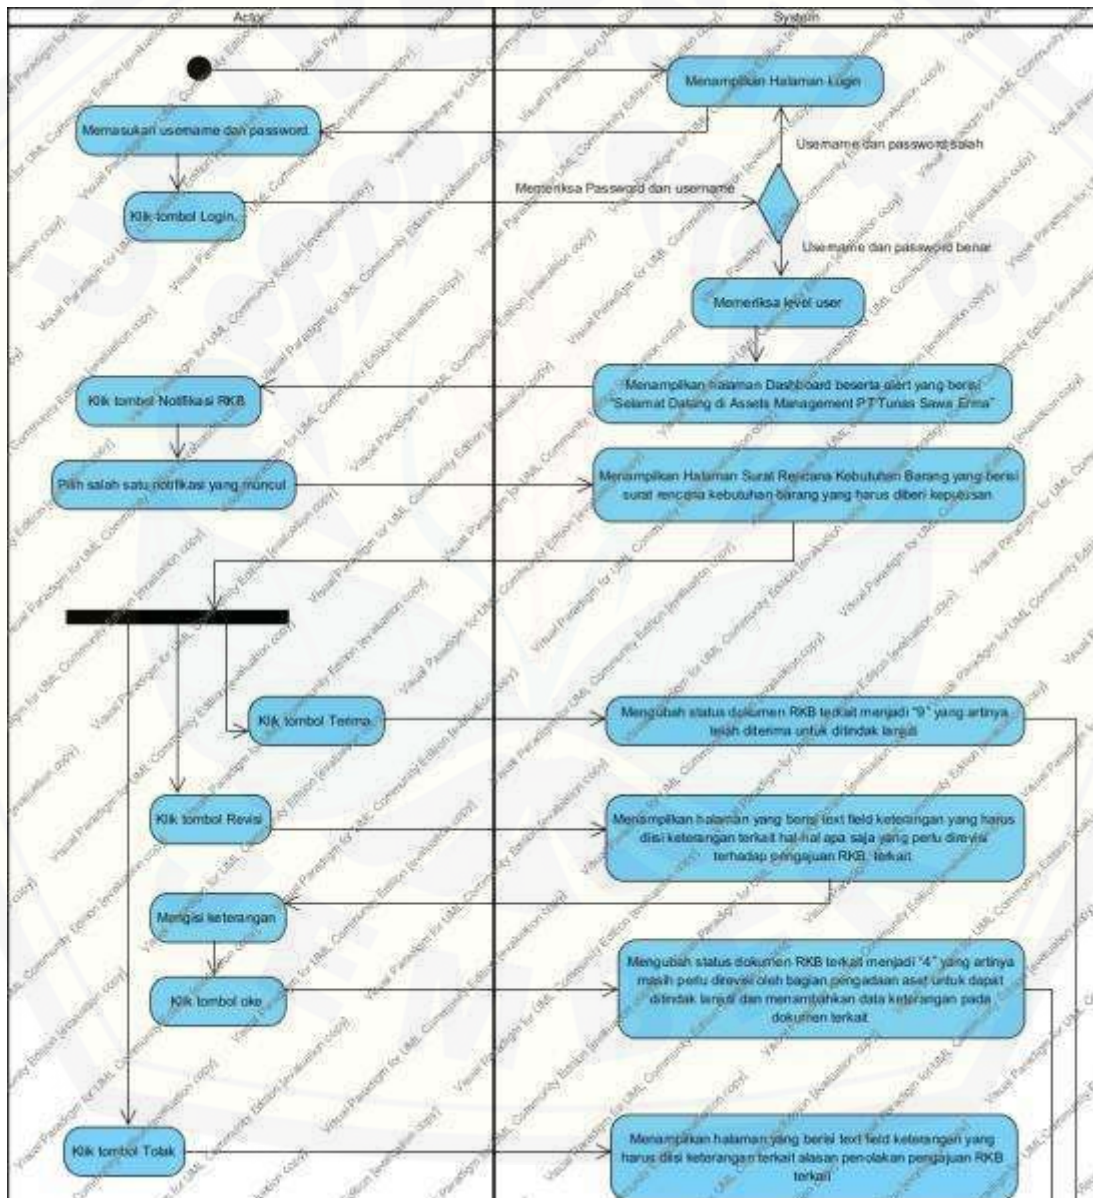 Actor
System
Menampilkan Halaman Login
Memasukan username dan password
Username dan password salah
Memeriksa Password dan username
Klik tombol Login
Username dan password benar
Memeriksa level user
Menampilkan halaman Dashboard beserta alert yang berisi
"Selamat Datang di Assets Management PT Tunas Sawa Erma"
Klik tombol Notifikasi RKB
Pilih salah satu notifikasi yang muncul
Menampilkan Halaman Surat Rencana Kebutuhan Barang yang berisi
surat rencana kebutuhan barang yang harus diberi keputusan
Klik tombol Terima
Mengubah status dokumen RKB terkait menjadi "9" yang artinya
telah diterima untuk ditindak lanjuti
Klik tombol Revisi
Menampilkan halaman yang berisi text field keterangan yang harus
diisi keterangan terkait hal-hal apa saja yang perlu direvisi
terhadap pengajuan RKB terkait
Mengisi keterangan
Klik tombol oke
Mengubah status dokumen RKB terkait menjadi "4" yang artinya
masih perlu direvisi oleh bagian pengadaan aset untuk dapat
ditindak lanjuti dan menambahkan data keterangan pada
dokumen terkait
Klik tombol Tolak
Menampilkan halaman yang berisi text field keterangan yang
harus diisi keterangan terkait alasan penolakan pengajuan RKB
terkait
Visual Paradigm for UML Community Edition [evaluation copy]